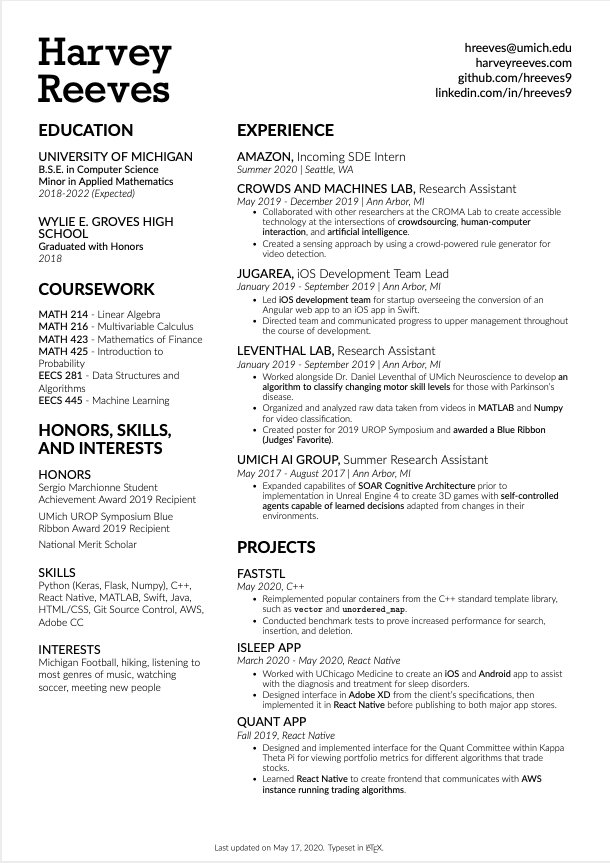 Harvey
Reeves
hreeves@umich.edu
harveyreeves.com
github.com/hreeves9
linkedin.com/in/hreeves9
EDUCATION
UNIVERSITY OF MICHIGAN
B.S.E. in Computer Science
Minor in Applied Mathematics
2018-2022 (Expected)
WYLIE E. GROVES HIGH
SCHOOL
Graduated with Honors
2018
COURSEWORK
MATH 214 - Linear Algebra
MATH 216 - Multivariable Calculus
MATH 423 - Mathematics of Finance
MATH 425 - Introduction to
Probability
EECS 281 - Data Structures and
Algorithms
EECS 445 - Machine Learning
HONORS, SKILLS,
AND INTERESTS
HONORS
Sergio Marchionne Student
Achievement Award 2019 Recipient
UMich UROP Symposium Blue
Ribbon Award 2019 Recipient
National Merit Scholar
SKILLS
Python (Keras, Flask, Numpy), C++,
React Native, MATLAB, Swift, Java,
HTML/CSS, Git Source Control, AWS,
Adobe CC
INTERESTS
Michigan Football, hiking, listening to
most genres of music, watching
soccer, meeting new people
EXPERIENCE
AMAZON, Incoming SDE Intern
Summer 2020 | Seattle, WA
CROWDS AND MACHINES LAB, Research Assistant
May 2019 - December 2019 | Ann Arbor, MI
• Collaborated with other researchers at the CROMA Lab to create accessible
technology at the intersections of crowdsourcing, human-computer
interaction, and artificial intelligence.
• Created a sensing approach by using a crowd-powered rule generator for
video detection.
JUGAREA, iOS Development Team Lead
January 2019 - September 2019 | Ann Arbor, MI
• Led iOS development team for startup overseeing the conversion of an
Angular web app to an iOS app in Swift.
• Directed team and communicated progress to upper management throughout
the course of development.
LEVENTHAL LAB, Research Assistant
January 2019 - September 2019 | Ann Arbor, MI
• Worked alongside Dr. Daniel Leventhal of UMich Neuroscience to develop an
algorithm to classify changing motor skill levels for those with Parkinson's
disease.
• Organized and analyzed raw data taken from videos in MATLAB and Numpy
for video classification.
• Created poster for 2019 UROP Symposium and awarded a Blue Ribbon
(Judges' Favorite).
UMICH AI GROUP, Summer Research Assistant
May 2017 - August 2017 | Ann Arbor, MI
• Expanded capabilites of SOAR Cognitive Architecture prior to
implementation in Unreal Engine 4 to create 3D games with self-controlled
agents capable of learned decisions adapted from changes in their
environments.
PROJECTS
FASTSTL
May 2020, C++
• Reimplemented popular containers from the C++ standard template library,
such as vector and unordered_map.
• Conducted benchmark tests to prove increased performance for search,
insertion, and deletion.
ISLEEP APP
March 2020 - May 2020, React Native
• Worked with UChicago Medicine to create an iOS and Android app to assist
with the diagnosis and treatment for sleep disorders.
• Designed interface in Adobe XD from the client's specifications, then
implemented it in React Native before publishing to both major app stores.
QUANT APP
Fall 2019, React Native
• Designed and implemented interface for the Quant Committee within Kappa
Theta Pi for viewing portfolio metrics for different algorithms that trade
stocks.
• Learned React Native to create frontend that communicates with AWS
instance running trading algorithms.
Last updated on May 17, 2020. Typeset in LATEX.